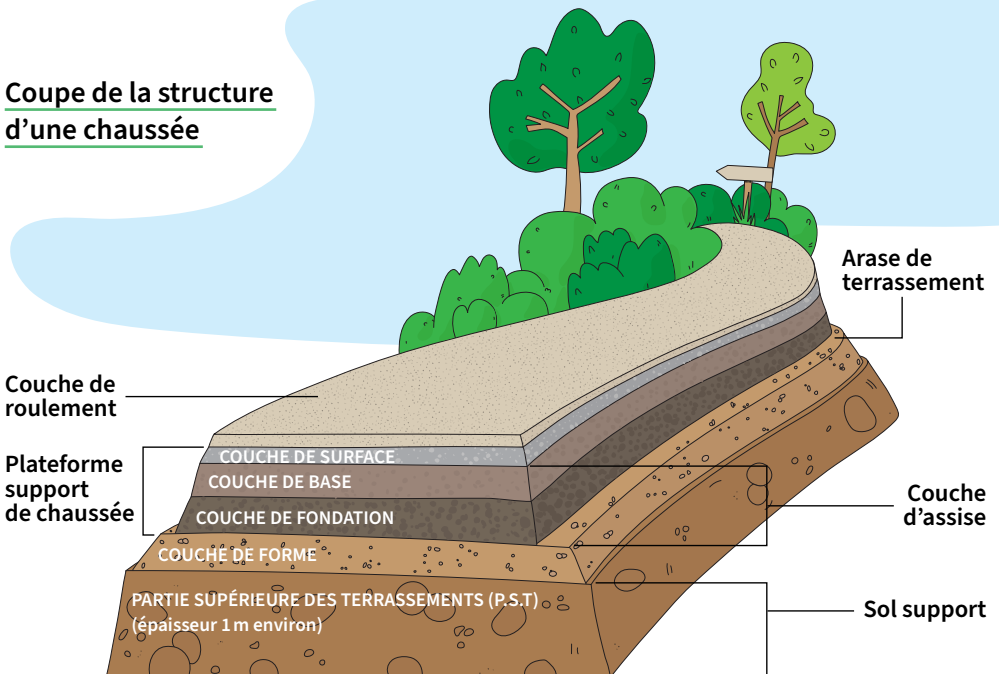 Coupe de la structure
d’une chaussée
Arase de
terrassement
Couche de
roulement
Plateforme
support
de chaussée
COUCHE DE SURFACE
COUCHE DE BASE
COUCHE DE FONDATION
COUCHE DE FORME
Couche
d’assise
PARTIE SUPÉRIEURE DES TERRASSEMENTS (P.S.T)
(épaisseur 1 m environ)
Sol support